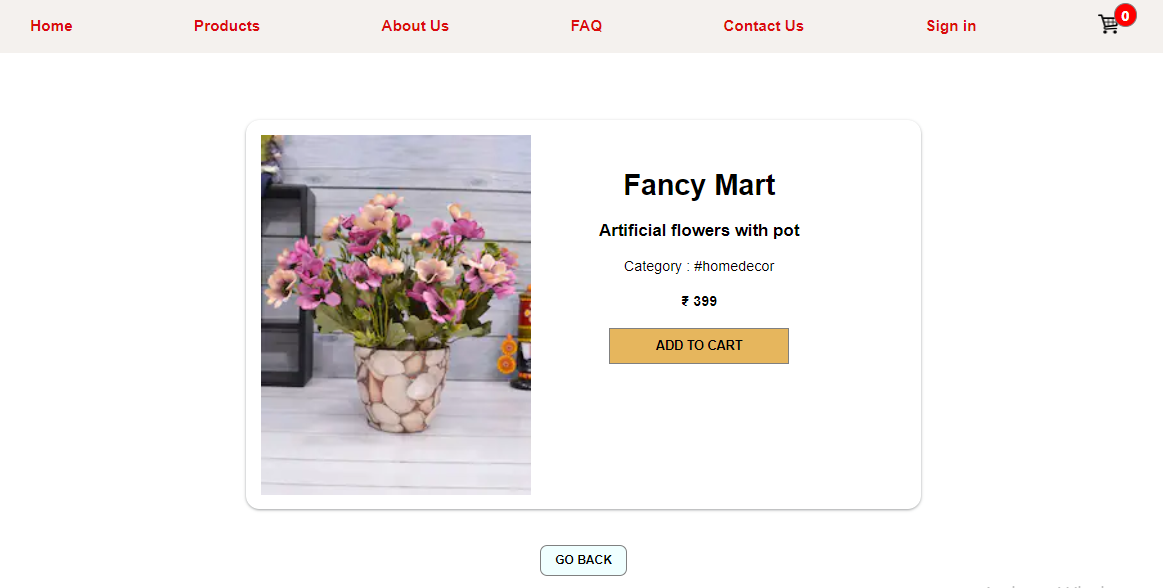 Home Products About Us FAQ Contact Us Sign in 0
Fancy Mart
Artificial flowers with pot
Category : #homedecor
₹ 399
ADD TO CART
GO BACK